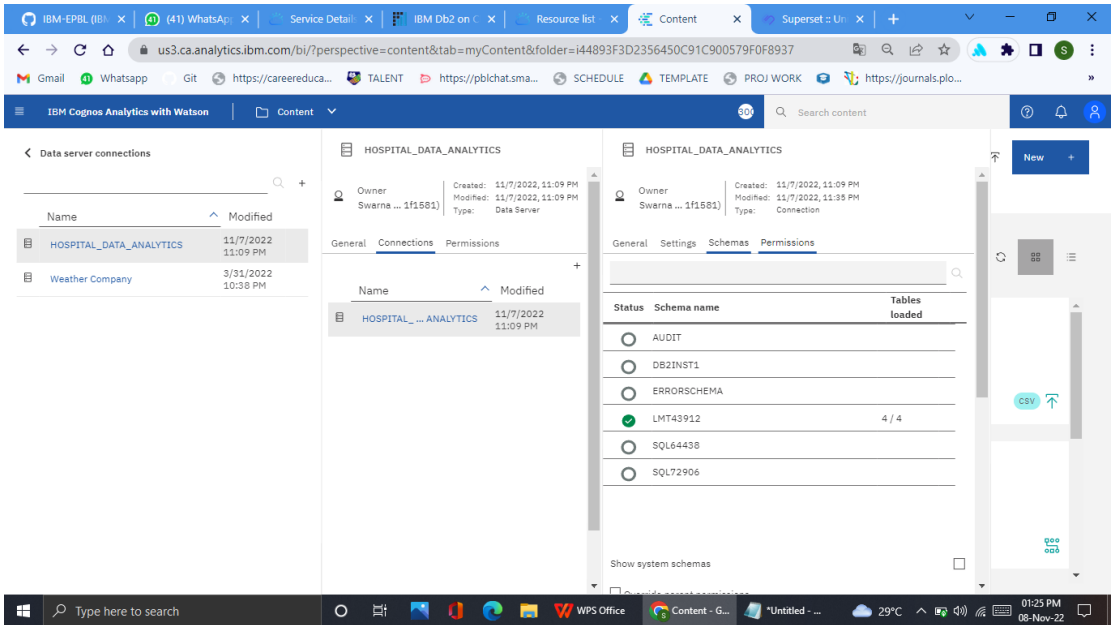 IBM-EPBL (IBM
(41) WhatsAp
Service Details
IBM Db2 on C
Resource list -
Content
Superset :: Un
us3.ca.analytics.ibm.com/bi/?perspective=content&tab=myContent&folder=i44893F3D2356450C91C900579F0F8937
S
Gmail
Whatsapp
Git
https://careereduca...
TALENT
https://pblchat.sma...
SCHEDULE
TEMPLATE
PROJ WORK
https://journals.plo...
»
IBM Cognos Analytics with Watson
Content
Search content
Data server connections
Name
Modified
HOSPITAL_DATA_ANALYTICS
11/7/2022
11:09 PM
Weather Company
3/31/2022
10:38 PM
HOSPITAL_DATA_ANALYTICS
Owner
Swarna ... 1f1581)
Created: 11/7/2022, 11:09 PM
Modified: 11/7/2022, 11:09 PM
Type: Data Server
General Connections Permissions
Name
Modified
HOSPITAL_ ... ANALYTICS
11/7/2022
11:09 PM
HOSPITAL_DATA_ANALYTICS
Owner
Swarna ... 1f1581)
Created: 11/7/2022, 11:09 PM
Modified: 11/7/2022, 11:35 PM
Type: Connection
General Settings Schemas Permissions
Status Schema name Tables
loaded
AUDIT
DB2INST1
ERRORSCHEMA
LMT43912 4 / 4
SQL64438
SQL72906
Show system schemas
Override parent permissions
New +
CSV
Type here to search
WPS Office
Content - G...
*Untitled - ...
29°C
01:25 PM
08-Nov-22